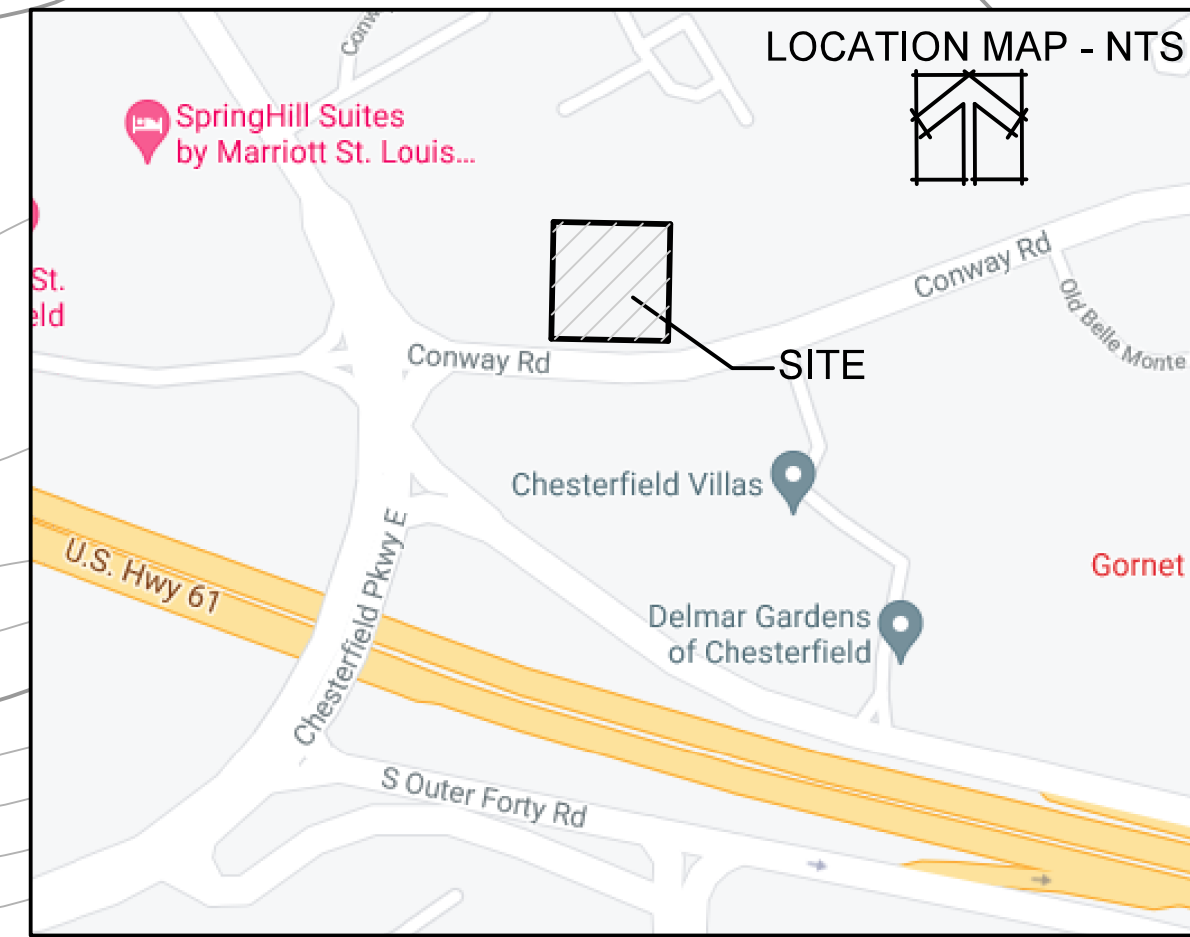 Conw
LOCATION MAP - NTS
SpringHill Suites
by Marriott St. Louis...
St.
eld
Conway Rd
Old Belle Monte
Conway Rd
SITE
Chesterfield Villas
U.S. Hwy 61
Chesterfield Pkwy E
Gornet
Delmar Gardens
of Chesterfield
S Outer Forty Rd